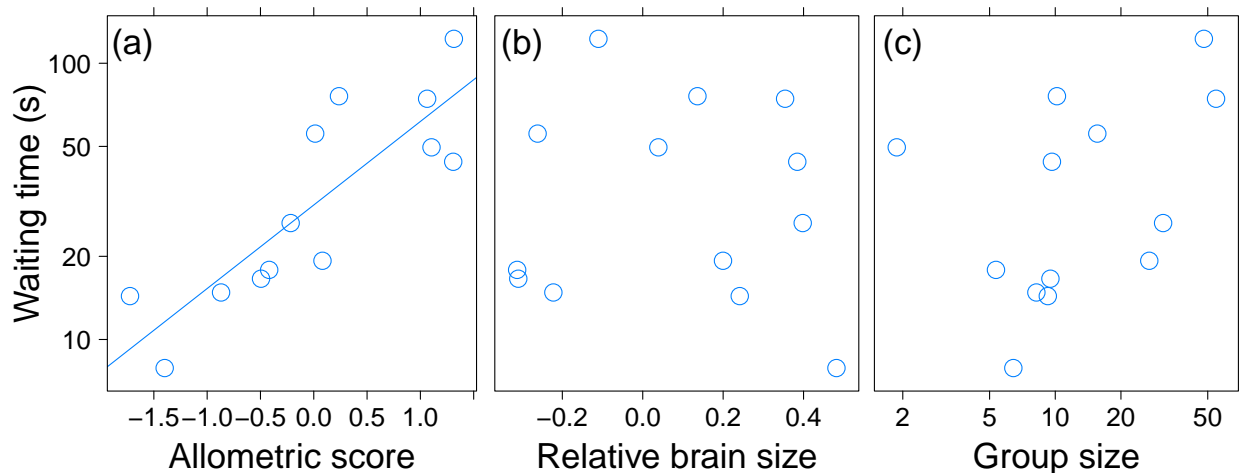 (a) (b) (c)
Waiting time (s)
100
50
20
10
−1.5 −1.0 −0.5 0.0 0.5 1.0
Allometric score
−0.2 0.0 0.2 0.4
Relative brain size
2 5 10 20 50
Group size